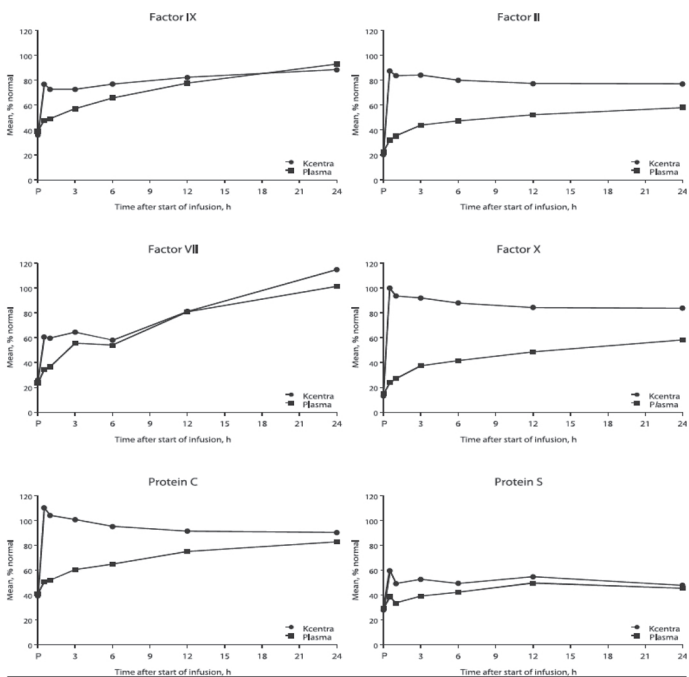 Factor IX
Mean, % normal
120
100
80
60
40
20
0
Kcentra
Plasma
P 3 6 9 12 18 21 24
Time after start of infusion, h
Factor II
Mean, % normal
120
100
80
60
40
20
0
Kcentra
Plasma
P 3 6 9 12 15 18 21 24
Time after start of infusion, h
Factor VII
Mean, % normal
120
100
80
60
40
20
0
Kcentra
Plasma
P 3 6 9 12 15 18 21 24
Time after start of infusion, h
Factor X
Mean, % normal
120
100
80
60
40
20
0
Kcentra
Plasma
P 3 6 9 12 15 18 21 24
Time after start of infusion, h
Protein C
Mean, % normal
120
100
80
60
40
20
0
Kcentra
Plasma
P 3 6 9 12 15 18 21 24
Time after start of infusion, h
Protein S
Mean, % normal
120
100
80
60
40
20
0
Kcentra
Plasma
P 3 6 9 12 15 18 21 24
Time after start of infusion, h